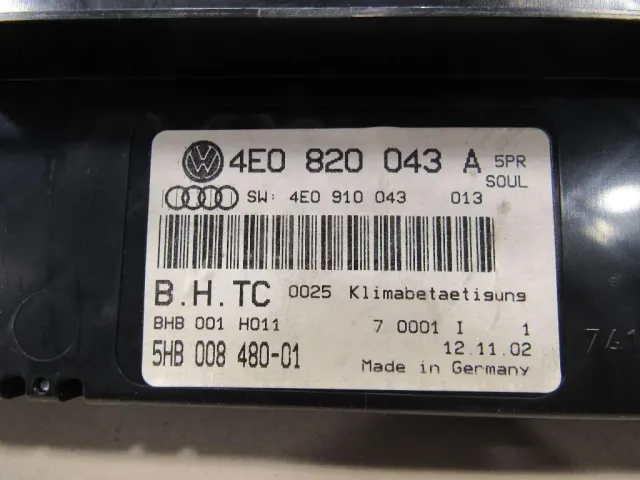 4E0 820 043 A 5PR
SOUL
SW: 4E0 910 043 013
B.H.TC 0025 Klimabetaetigung
BHB 001 H011 7 0001 I 1
5HB 008 480-01 12.11.02
Made in Germany